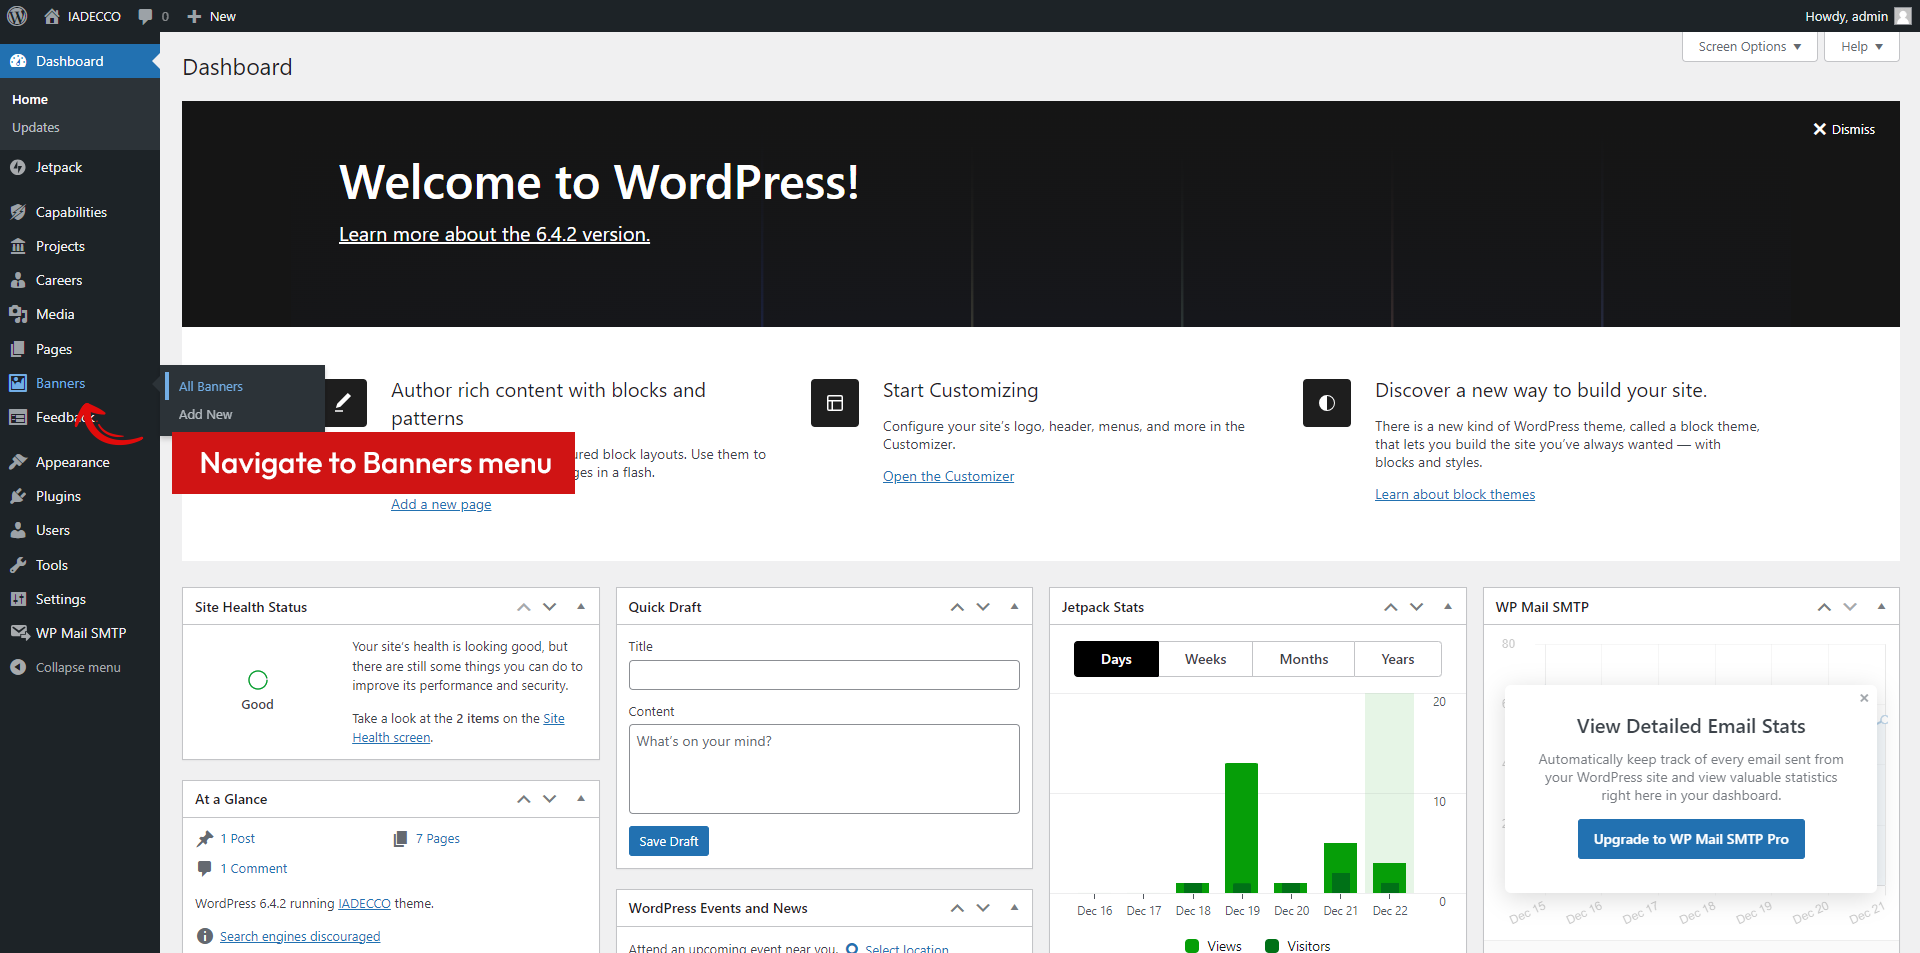 IADECCO
0
New
Howdy, admin
Dashboard
Home
Updates
Jetpack
Capabilities
Projects
Careers
Media
Pages
Banners
Feedback
Appearance
Plugins
Users
Tools
Settings
WP Mail SMTP
Collapse menu
All Banners
Add New
Navigate to Banners menu
Screen Options
Help
Dashboard
Dismiss
Welcome to WordPress!
Learn more about the 6.4.2 version.
Author rich content with blocks and
patterns
block layouts. Use them to
in a flash.
Add a new page
Start Customizing
Configure your site’s logo, header, menus, and more in the
Customizer.
Open the Customizer
Discover a new way to build your site.
There is a new kind of WordPress theme, called a block theme,
that lets you build the site you’ve always wanted — with
blocks and styles.
Learn about block themes
Site Health Status
Good
Your site’s health is looking good, but
there are still some things you can do to
improve its performance and security.
Take a look at the 2 items on the Site
Health screen.
At a Glance
1 Post
7 Pages
1 Comment
WordPress 6.4.2 running IADECCO theme.
Search engines discouraged
Quick Draft
Title
Content
What’s on your mind?
Save Draft
WordPress Events and News
Attend an upcoming event near you.
Select location
Jetpack Stats
Days
Weeks
Months
Years
20
10
0
Dec 16
Dec 17
Dec 18
Dec 19
Dec 20
Dec 21
Dec 22
Views
Visitors
WP Mail SMTP
80
View Detailed Email Stats
Automatically keep track of every email sent from
your WordPress site and view valuable statistics
right here in your dashboard.
Upgrade to WP Mail SMTP Pro
Dec 15
Dec 16
Dec 17
Dec 18
Dec 19
Dec 20
Dec 21